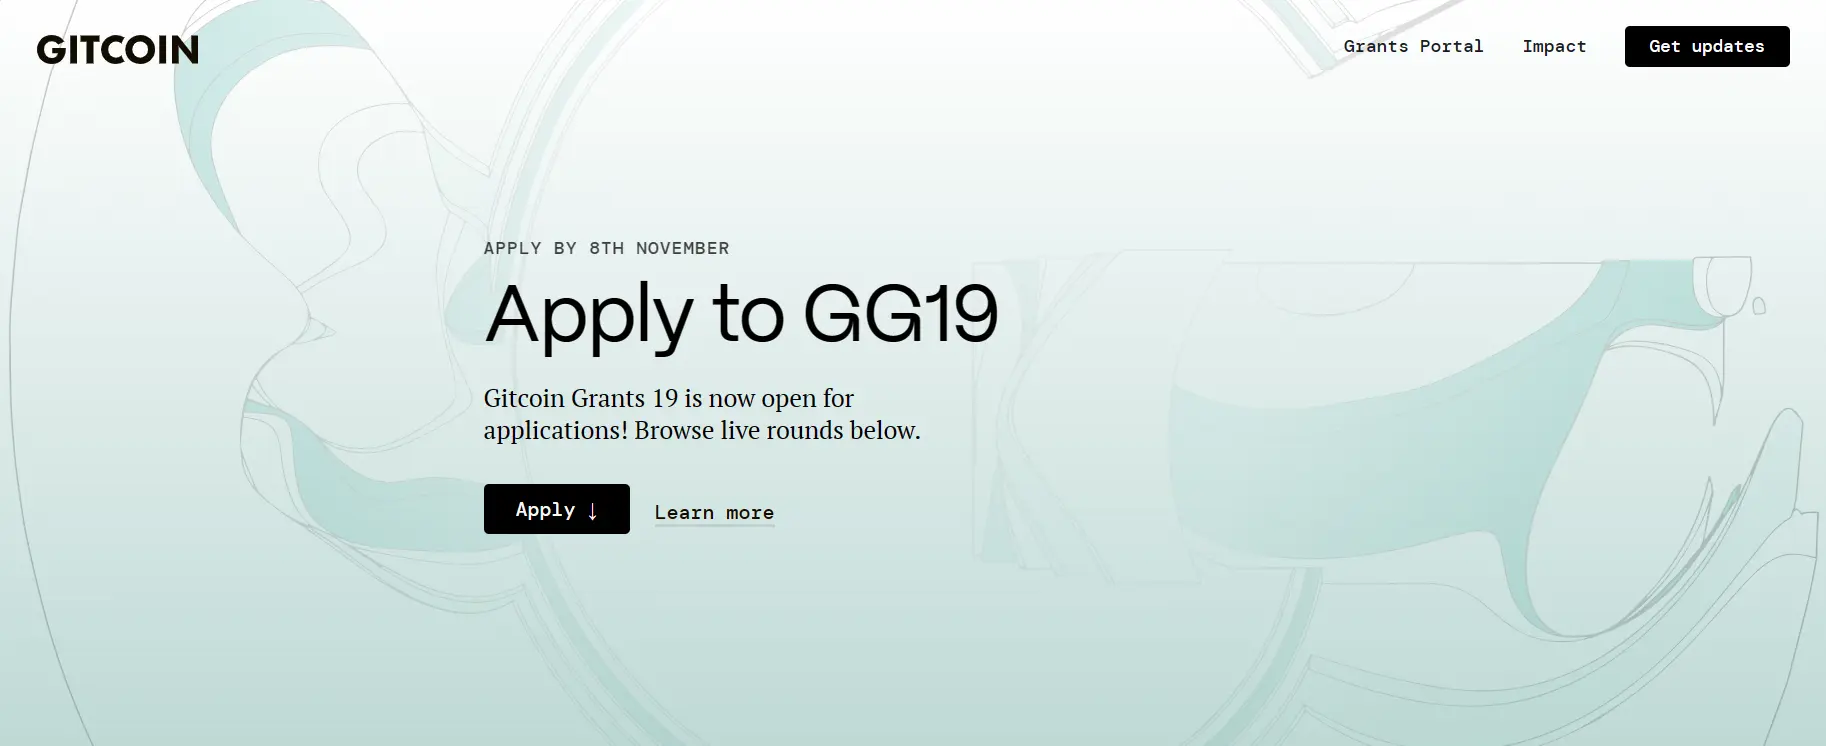 GITCOIN
Grants Portal
Impact
Get updates
APPLY BY 8TH NOVEMBER
Apply to GG19
Gitcoin Grants 19 is now open for
applications! Browse live rounds below.
Apply ↓
Learn more